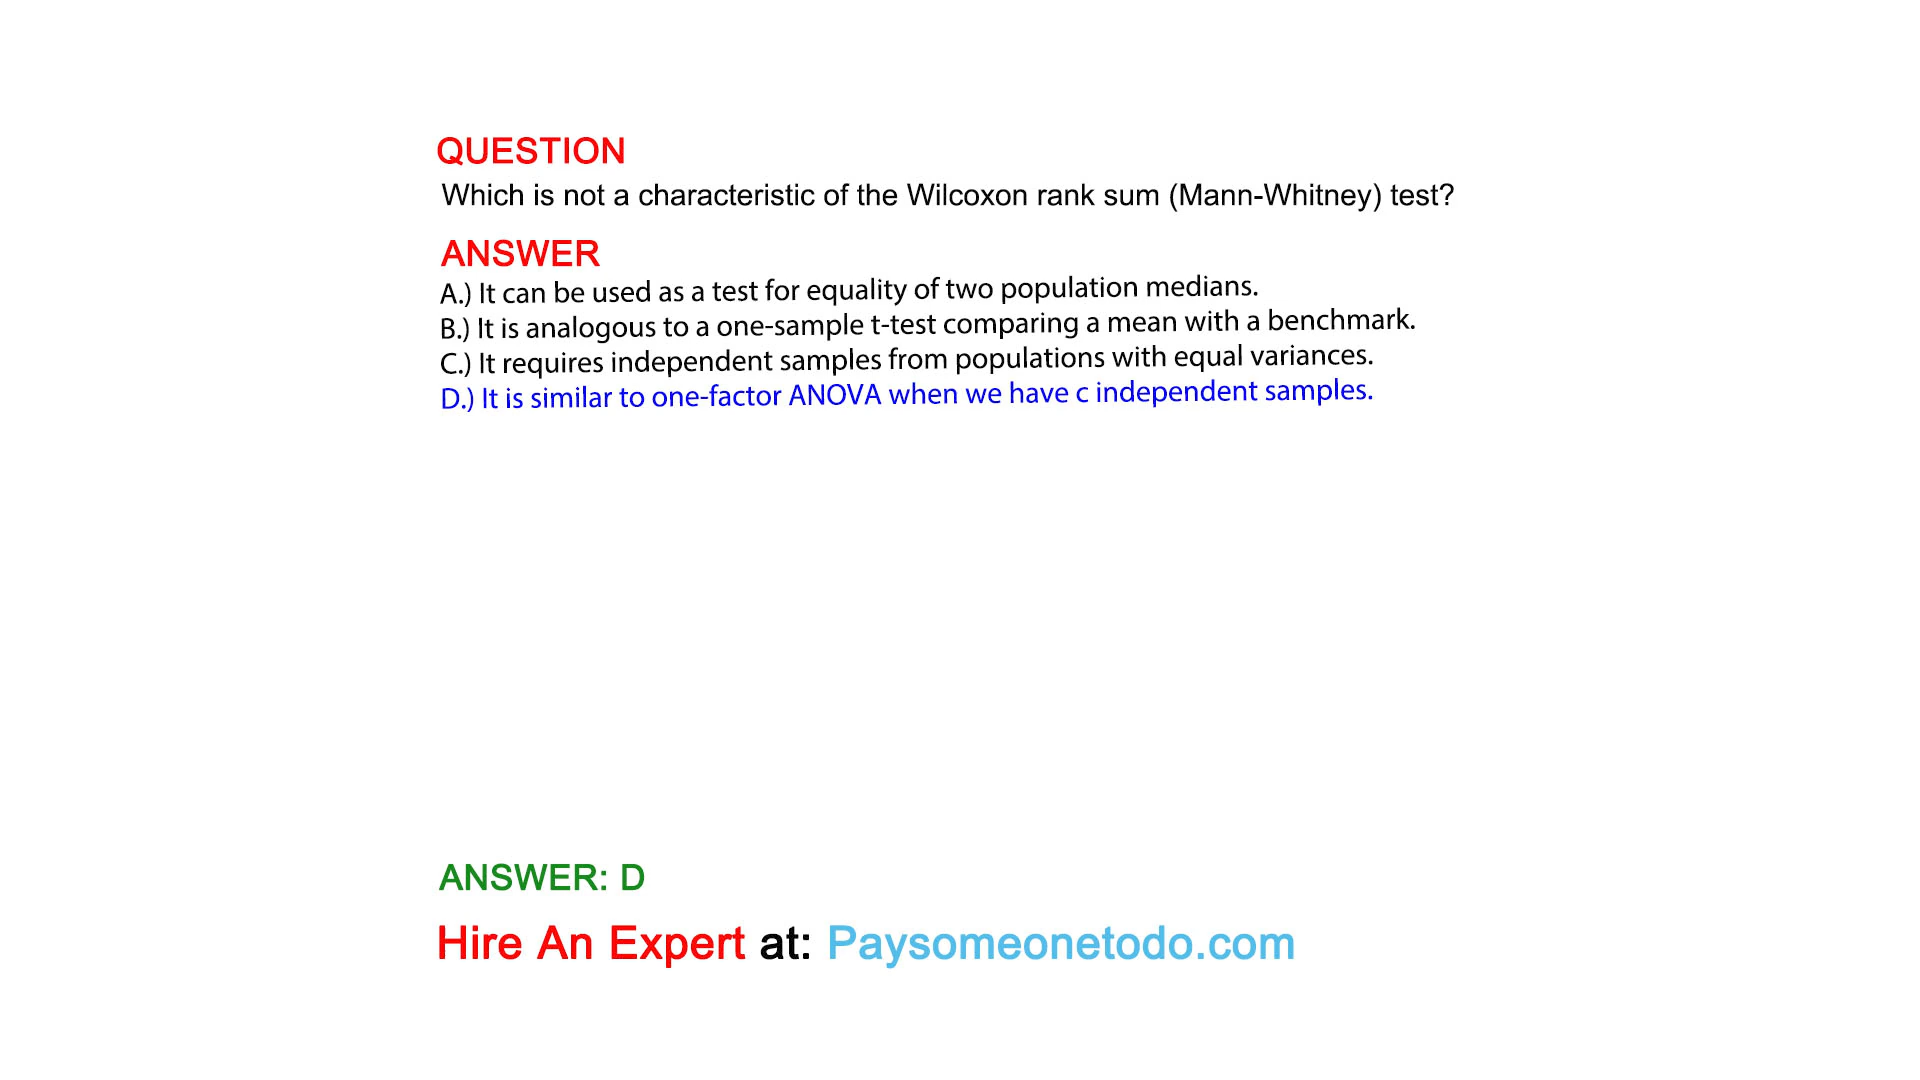 QUESTION
Which is not a characteristic of the Wilcoxon rank sum (Mann-Whitney) test?
ANSWER
A.) It can be used as a test for equality of two population medians.
B.) It is analogous to a one-sample t-test comparing a mean with a benchmark.
C.) It requires independent samples from populations with equal variances.
D.) It is similar to one-factor ANOVA when we have c independent samples.
ANSWER: D
Hire An Expert at: Paysomeonetodo.com